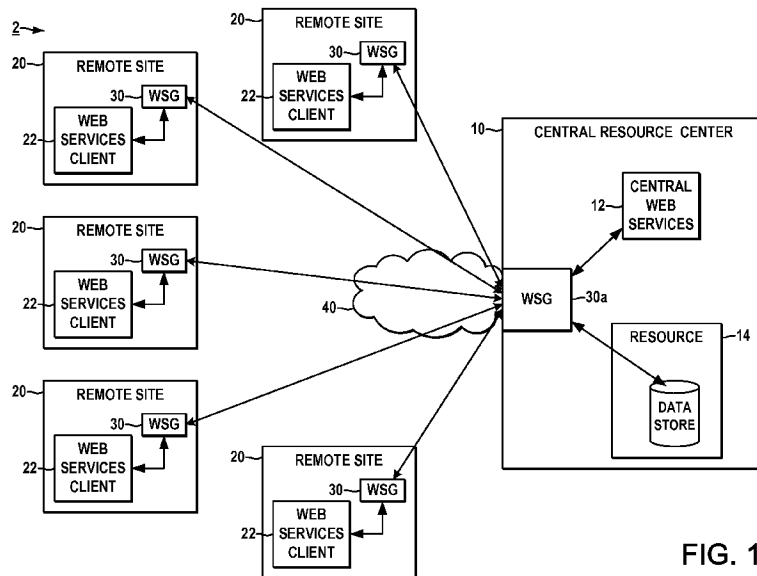 2
20
REMOTE SITE
30
WSG
22
WEB
SERVICES
CLIENT
20
REMOTE SITE
30
WSG
22
WEB
SERVICES
CLIENT
20
REMOTE SITE
30
WSG
22
WEB
SERVICES
CLIENT
20
REMOTE SITE
30
WSG
22
WEB
SERVICES
CLIENT
20
REMOTE SITE
30
WSG
22
WEB
SERVICES
CLIENT
40
10
CENTRAL RESOURCE CENTER
12
CENTRAL
WEB
SERVICES
WSG
30a
RESOURCE
14
DATA
STORE
FIG. 1